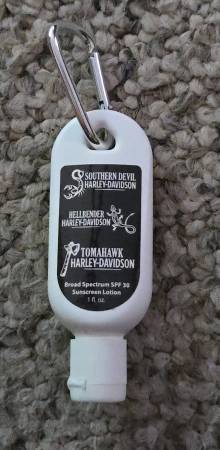 SOUTHERN DEVIL
HARLEY-DAVIDSON
HELLBENDER
HARLEY-DAVIDSON
TOMAHAWK
HARLEY-DAVIDSON
Broad Spectrum SPF 30
Sunscreen Lotion
1 fl. oz.